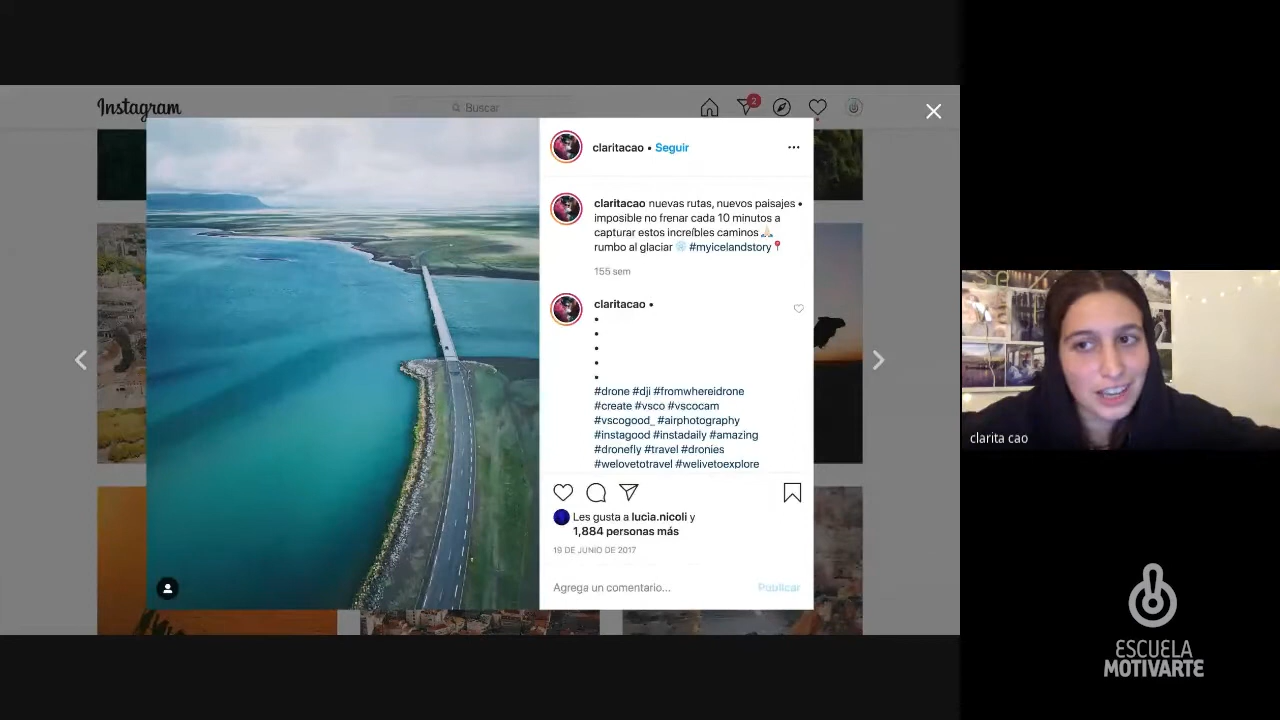 Instagram
Buscar
2
claritacao • Seguir
claritacao nuevas rutas, nuevos paisajes •
imposible no frenar cada 10 minutos a
capturar estos increíbles caminos 🙏🏻
rumbo al glaciar ❄️ #myicelandstory📍
155 sem
claritacao •
•
•
•
•
•
#drone #dji #fromwhereidrone
#create #vsco #vscocam
#vscogood_ #airphotography
#instagood #instadaily #amazing
#dronefly #travel #dronies
#welovetotravel #welivetoexplore
Les gusta a lucia.nicoli y
1,884 personas más
19 DE JUNIO DE 2017
Agrega un comentario...
Publicar
clarita cao
ESCUELA
MOTIVARTE